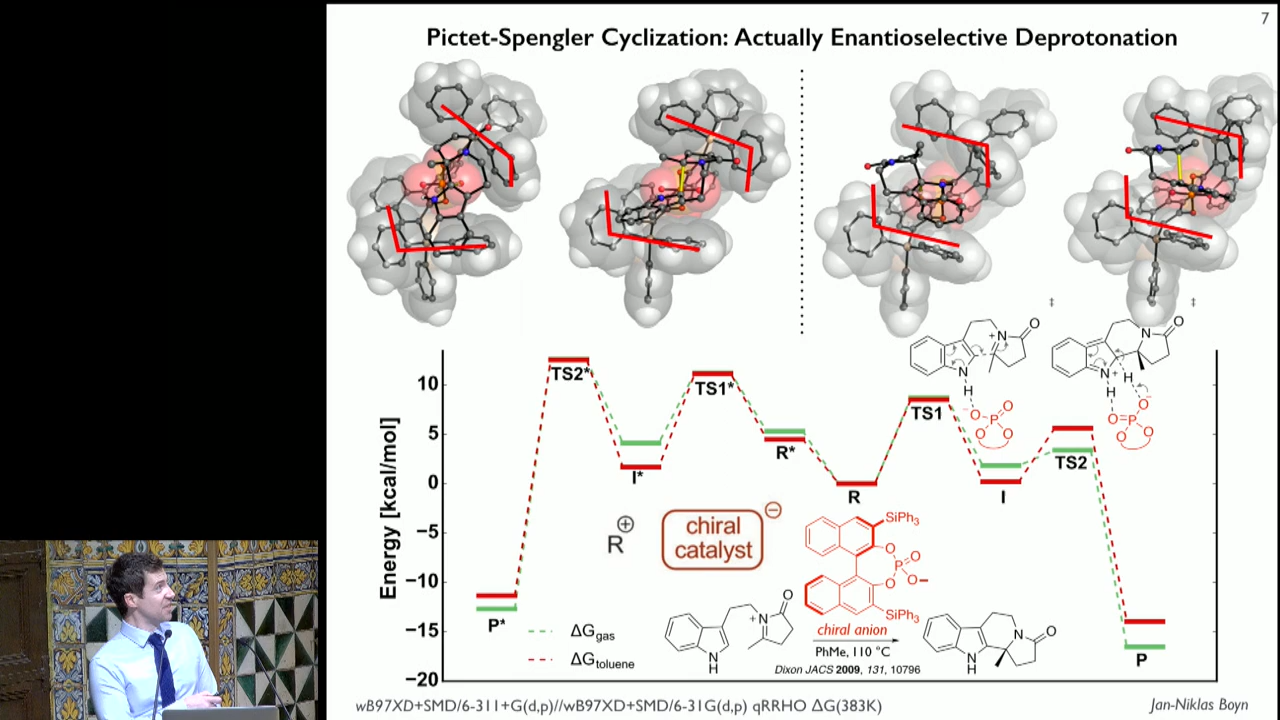 7
Pictet-Spengler Cyclization: Actually Enantioselective Deprotonation
‡
‡
N
+
O
N
H
-O
P
O
O
O
N
O
N
+
H
H
O-
O=P
O
O
Energy [kcal/mol]
10
5
0
−5
−10
−15
−20
TS2*
TS1*
TS1
TS2
I*
R*
R
I
P*
P
R⊕
chiral
catalyst
⊖
SiPh₃
O
P
O
O
O−
SiPh₃
N
+
O
N
H
chiral anion
PhMe, 110 °C
Dixon JACS 2009, 131, 10796
N
O
N
H
ΔGgas
ΔGtoluene
wB97XD+SMD/6-311+G(d,p)//wB97XD+SMD/6-31G(d,p) qRRHO ΔG(383K)
Jan-Niklas Boyn